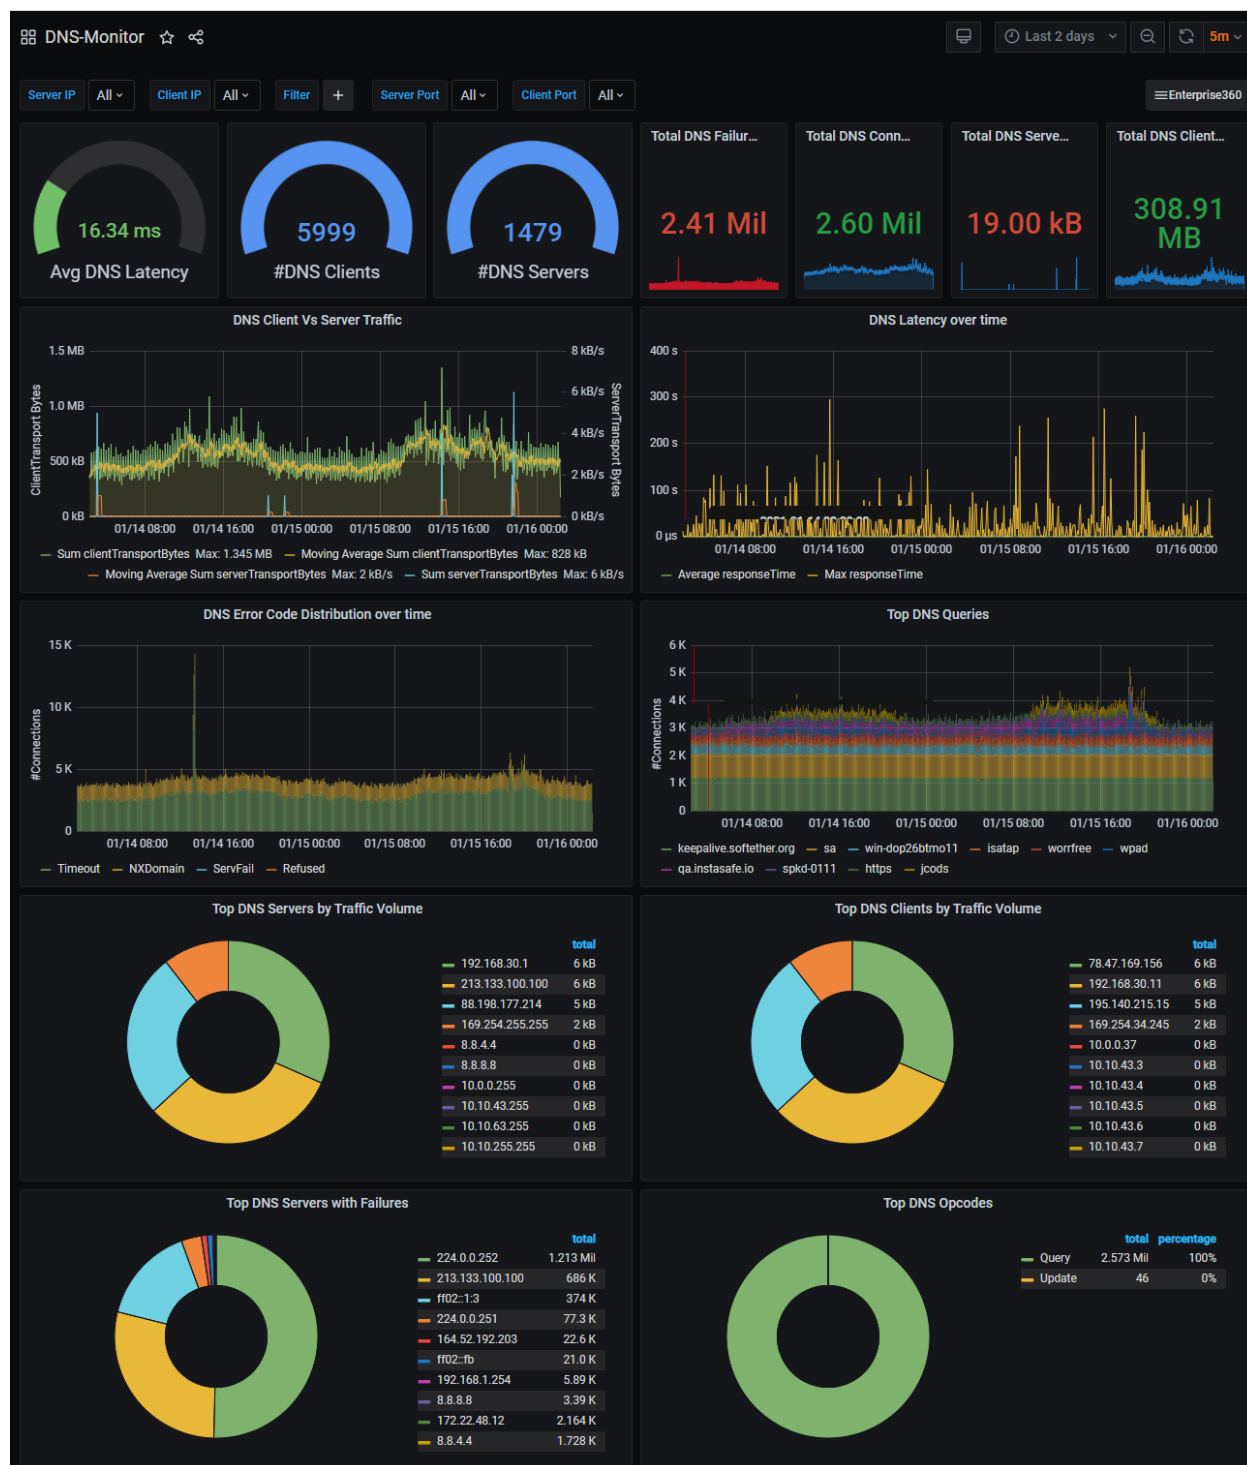 DNS-Monitor
Last 2 days
5m
Server IP All Client IP All Filter + Server Port All Client Port All
Enterprise360
16.34 ms
Avg DNS Latency
5999
#DNS Clients
1479
#DNS Servers
Total DNS Failur...
2.41 Mil
Total DNS Conn...
2.60 Mil
Total DNS Serve...
19.00 kB
Total DNS Client...
308.91
MB
DNS Client Vs Server Traffic
1.5 MB
1.0 MB
500 kB
0 kB
ClientTransport Bytes
8 kB/s
6 kB/s
4 kB/s
2 kB/s
0 kB/s
ServerTransport Bytes
01/14 08:00 01/14 16:00 01/15 00:00 01/15 08:00 01/15 16:00 01/16 00:00
Sum clientTransportBytes Max: 1.345 MB Moving Average Sum clientTransportBytes Max: 828 kB
Moving Average Sum serverTransportBytes Max: 2 kB/s Sum serverTransportBytes Max: 6 kB/s
DNS Latency over time
400 s
300 s
200 s
100 s
0 µs
01/14 08:00 01/14 16:00 01/15 00:00 01/15 08:00 01/15 16:00 01/16 00:00
Average responseTime Max responseTime
DNS Error Code Distribution over time
15 K
10 K
5 K
0
#Connections
01/14 08:00 01/14 16:00 01/15 00:00 01/15 08:00 01/15 16:00 01/16 00:00
Timeout NXDomain ServFail Refused
Top DNS Queries
6 K
5 K
4 K
3 K
2 K
1 K
0
#Connections
01/14 08:00 01/14 16:00 01/15 00:00 01/15 08:00 01/15 16:00 01/16 00:00
keepalive.softether.org sa win-dop26btmo11 isatap worrfree wpad
qa.instasafe.io spkd-0111 https jcods
Top DNS Servers by Traffic Volume
total
192.168.30.1 6 kB
213.133.100.100 6 kB
88.198.177.214 5 kB
169.254.255.255 2 kB
8.8.4.4 0 kB
8.8.8.8 0 kB
10.0.0.255 0 kB
10.10.43.255 0 kB
10.10.63.255 0 kB
10.10.255.255 0 kB
Top DNS Clients by Traffic Volume
total
78.47.169.156 6 kB
192.168.30.11 6 kB
195.140.215.15 5 kB
169.254.34.245 2 kB
10.0.0.37 0 kB
10.10.43.3 0 kB
10.10.43.4 0 kB
10.10.43.5 0 kB
10.10.43.6 0 kB
10.10.43.7 0 kB
Top DNS Servers with Failures
total
224.0.0.252 1.213 Mil
213.133.100.100 686 K
ff02::1:3 374 K
224.0.0.251 77.3 K
164.52.192.203 22.6 K
ff02::fb 21.0 K
192.168.1.254 5.89 K
8.8.8.8 3.39 K
172.22.48.12 2.164 K
8.8.4.4 1.728 K
Top DNS Opcodes
total percentage
Query 2.573 Mil 100%
Update 46 0%